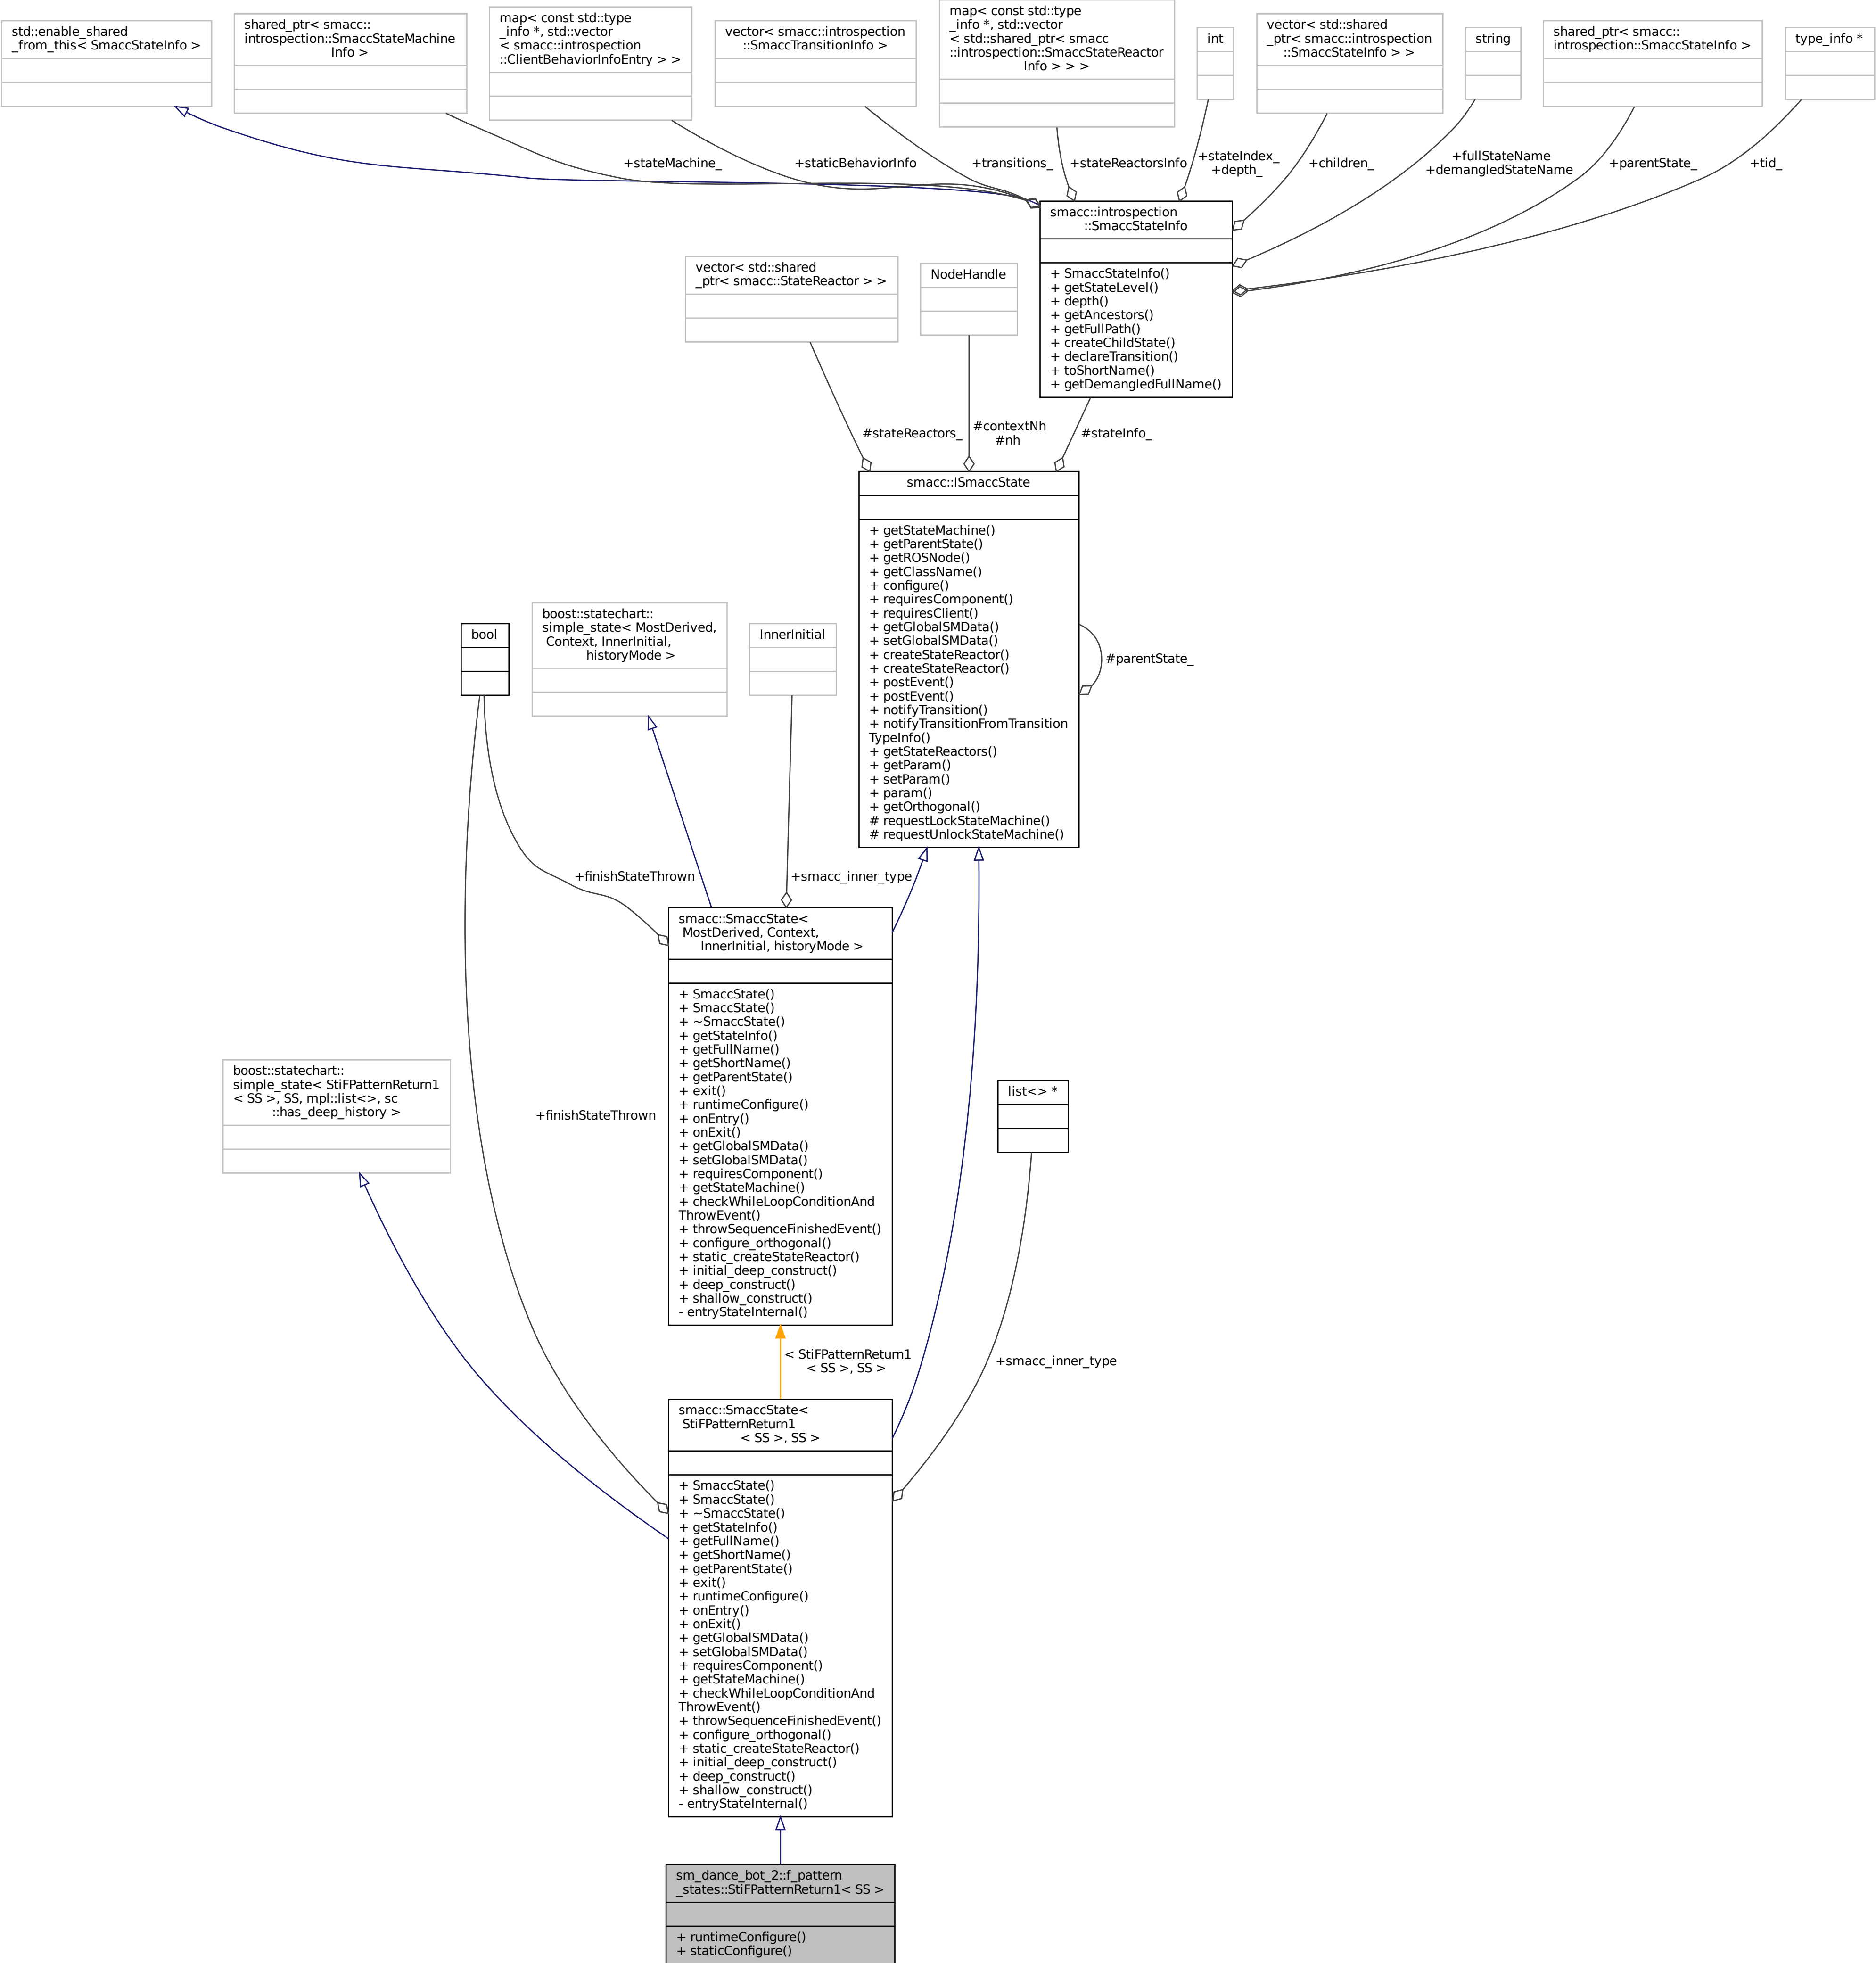 std::enable_shared
_from_this< SmaccStateInfo >
shared_ptr< smacc::
introspection::SmaccStateMachine
Info >
map< const std::type
_info *, std::vector
< smacc::introspection
::ClientBehaviorInfoEntry > >
vector< smacc::introspection
::SmaccTransitionInfo >
map< const std::type
_info *, std::vector
< std::shared_ptr< smacc
::introspection::SmaccStateReactor
Info > > >
int
vector< std::shared
_ptr< smacc::introspection
::SmaccStateInfo > >
string
shared_ptr< smacc::
introspection::SmaccStateInfo >
type_info *
+stateMachine_
+staticBehaviorInfo
+transitions_
+stateReactorsInfo
+stateIndex_
+depth_
+children_
+fullStateName
+demangledStateName
+parentState_
+tid_
smacc::introspection
::SmaccStateInfo
+ SmaccStateInfo()
+ getStateLevel()
+ depth()
+ getAncestors()
+ getFullPath()
+ createChildState()
+ declareTransition()
+ toShortName()
+ getDemangledFullName()
vector< std::shared
_ptr< smacc::StateReactor > >
NodeHandle
#stateReactors_
#contextNh
#nh
#stateInfo_
smacc::ISmaccState
+ getStateMachine()
+ getParentState()
+ getROSNode()
+ getClassName()
+ configure()
+ requiresComponent()
+ requiresClient()
+ getGlobalSMData()
+ setGlobalSMData()
+ createStateReactor()
+ createStateReactor()
+ postEvent()
+ postEvent()
+ notifyTransition()
+ notifyTransitionFromTransition
TypeInfo()
+ getStateReactors()
+ getParam()
+ setParam()
+ param()
+ getOrthogonal()
# requestLockStateMachine()
# requestUnlockStateMachine()
#parentState_
bool
boost::statechart::
simple_state< MostDerived,
Context, InnerInitial,
historyMode >
InnerInitial
+finishStateThrown
+smacc_inner_type
smacc::SmaccState<
MostDerived, Context,
InnerInitial, historyMode >
+ SmaccState()
+ SmaccState()
+ ~SmaccState()
+ getStateInfo()
+ getFullName()
+ getShortName()
+ getParentState()
+ exit()
+ runtimeConfigure()
+ onEntry()
+ onExit()
+ getGlobalSMData()
+ setGlobalSMData()
+ requiresComponent()
+ getStateMachine()
+ checkWhileLoopConditionAnd
ThrowEvent()
+ throwSequenceFinishedEvent()
+ configure_orthogonal()
+ static_createStateReactor()
+ initial_deep_construct()
+ deep_construct()
+ shallow_construct()
- entryStateInternal()
boost::statechart::
simple_state< StiFPatternReturn1
< SS >, SS, mpl::list<>, sc
::has_deep_history >
+finishStateThrown
list<> *
< StiFPatternReturn1
< SS >, SS >
+smacc_inner_type
smacc::SmaccState<
StiFPatternReturn1
< SS >, SS >
+ SmaccState()
+ SmaccState()
+ ~SmaccState()
+ getStateInfo()
+ getFullName()
+ getShortName()
+ getParentState()
+ exit()
+ runtimeConfigure()
+ onEntry()
+ onExit()
+ getGlobalSMData()
+ setGlobalSMData()
+ requiresComponent()
+ getStateMachine()
+ checkWhileLoopConditionAnd
ThrowEvent()
+ throwSequenceFinishedEvent()
+ configure_orthogonal()
+ static_createStateReactor()
+ initial_deep_construct()
+ deep_construct()
+ shallow_construct()
- entryStateInternal()
sm_dance_bot_2::f_pattern
_states::StiFPatternReturn1< SS >
+ runtimeConfigure()
+ staticConfigure()